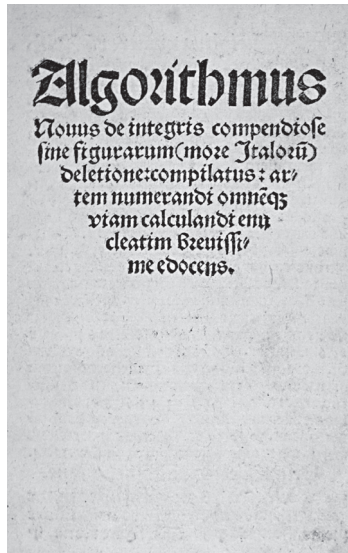 Algorithmus
Nouus de integris compendiose
sine figurarum(more Italorū)
deletione:compilatus: ar⸗
tem numerandi omnēqꝫ
viam calculandi enu
cleatim breuissi⸗
me edocens.